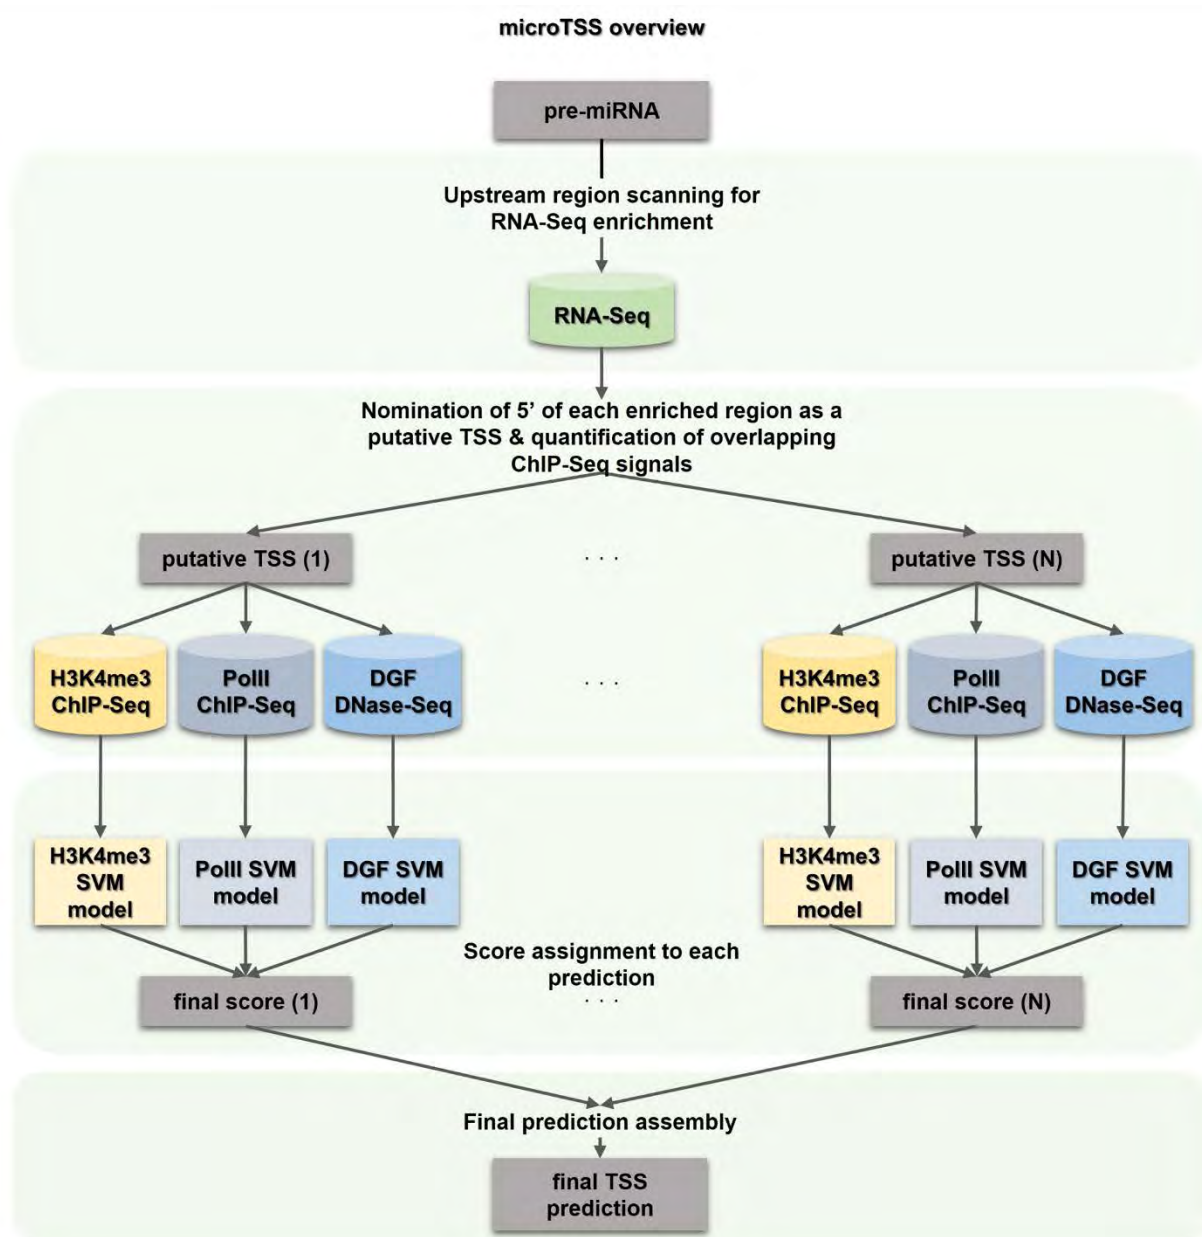 microTSS overview
pre-miRNA
Upstream region scanning for
RNA-Seq enrichment
RNA-Seq
Nomination of 5’ of each enriched region as a
putative TSS & quantification of overlapping
ChIP-Seq signals
putative TSS (1)
. . .
putative TSS (N)
H3K4me3
ChIP-Seq
PolII
ChIP-Seq
DGF
DNase-Seq
. . .
H3K4me3
ChIP-Seq
PolII
ChIP-Seq
DGF
DNase-Seq
H3K4me3
SVM
model
PolII SVM
model
DGF SVM
model
H3K4me3
SVM
model
PolII SVM
model
DGF SVM
model
Score assignment to each
prediction
final score (1)
. . .
final score (N)
Final prediction assembly
final TSS
prediction